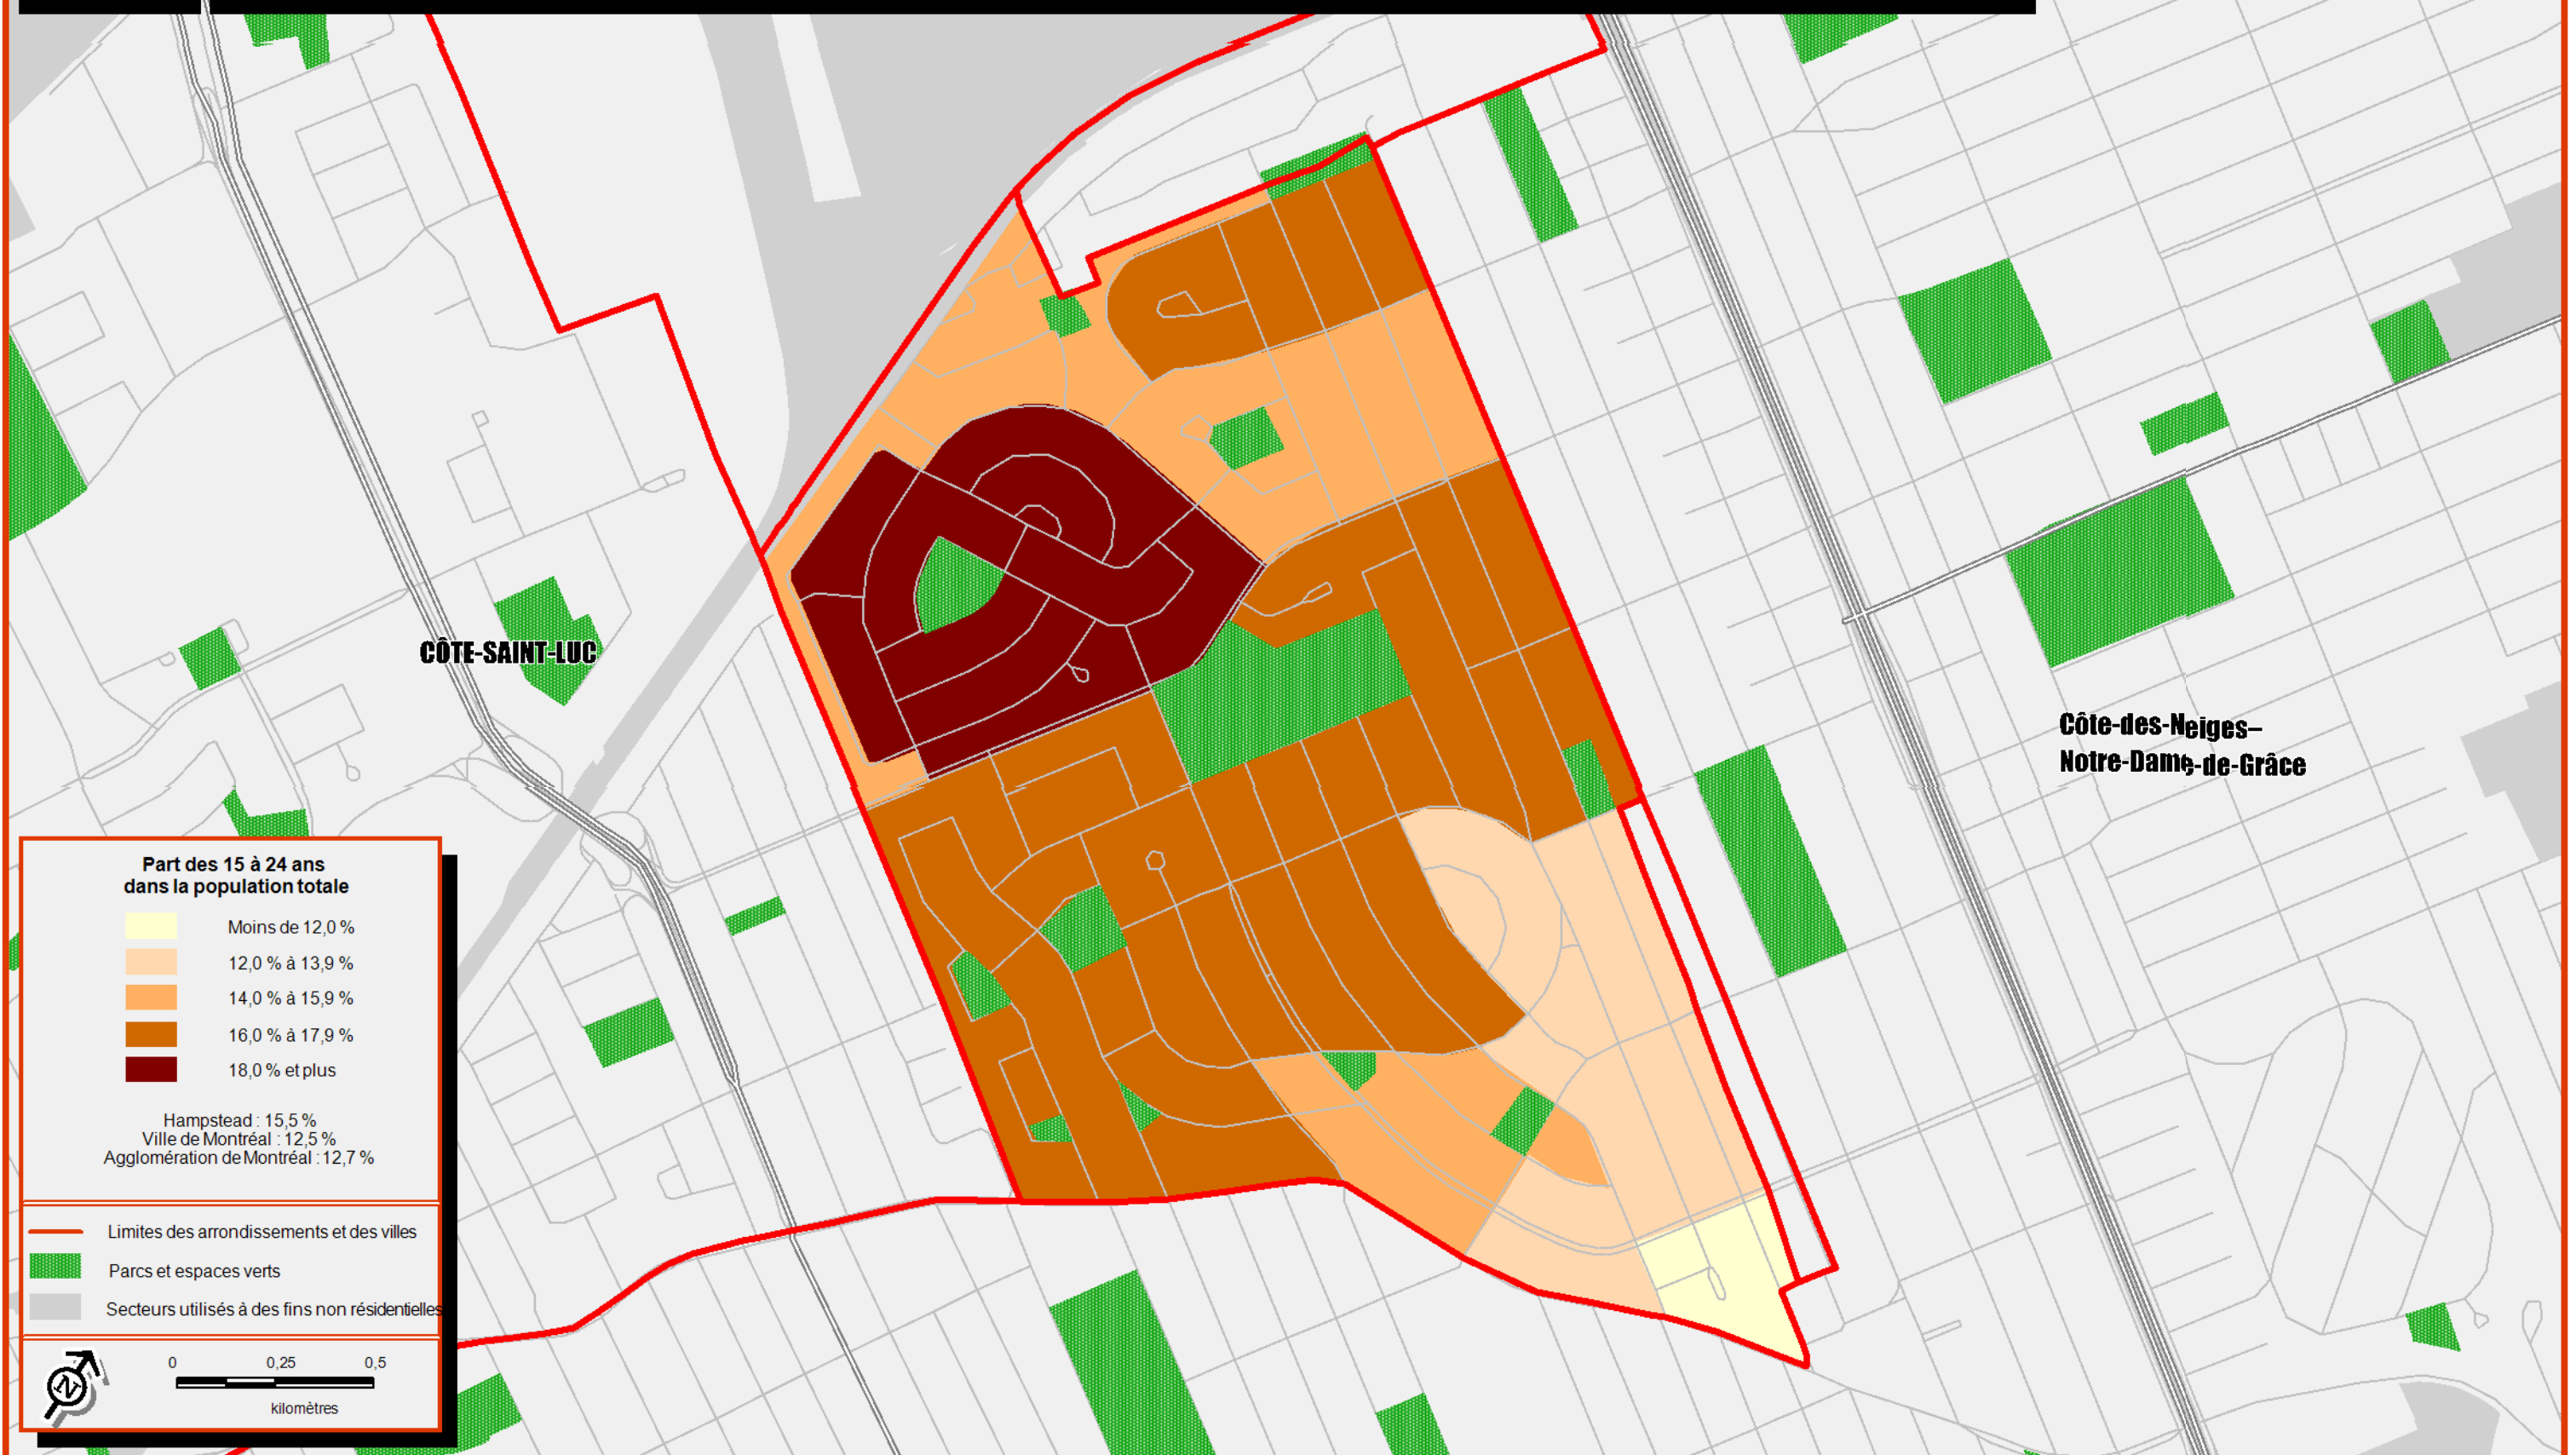 CÔTE-SAINT-LUC
Côte-des-Neiges–
Notre-Dame-de-Grâce
Part des 15 à 24 ans
dans la population totale
Moins de 12,0 %
12,0 % à 13,9 %
14,0 % à 15,9 %
16,0 % à 17,9 %
18,0 % et plus
Hampstead : 15,5 %
Ville de Montréal : 12,5 %
Agglomération de Montréal : 12,7 %
Limites des arrondissements et des villes
Parcs et espaces verts
Secteurs utilisés à des fins non résidentielles
N
0 0,25 0,5
kilomètres